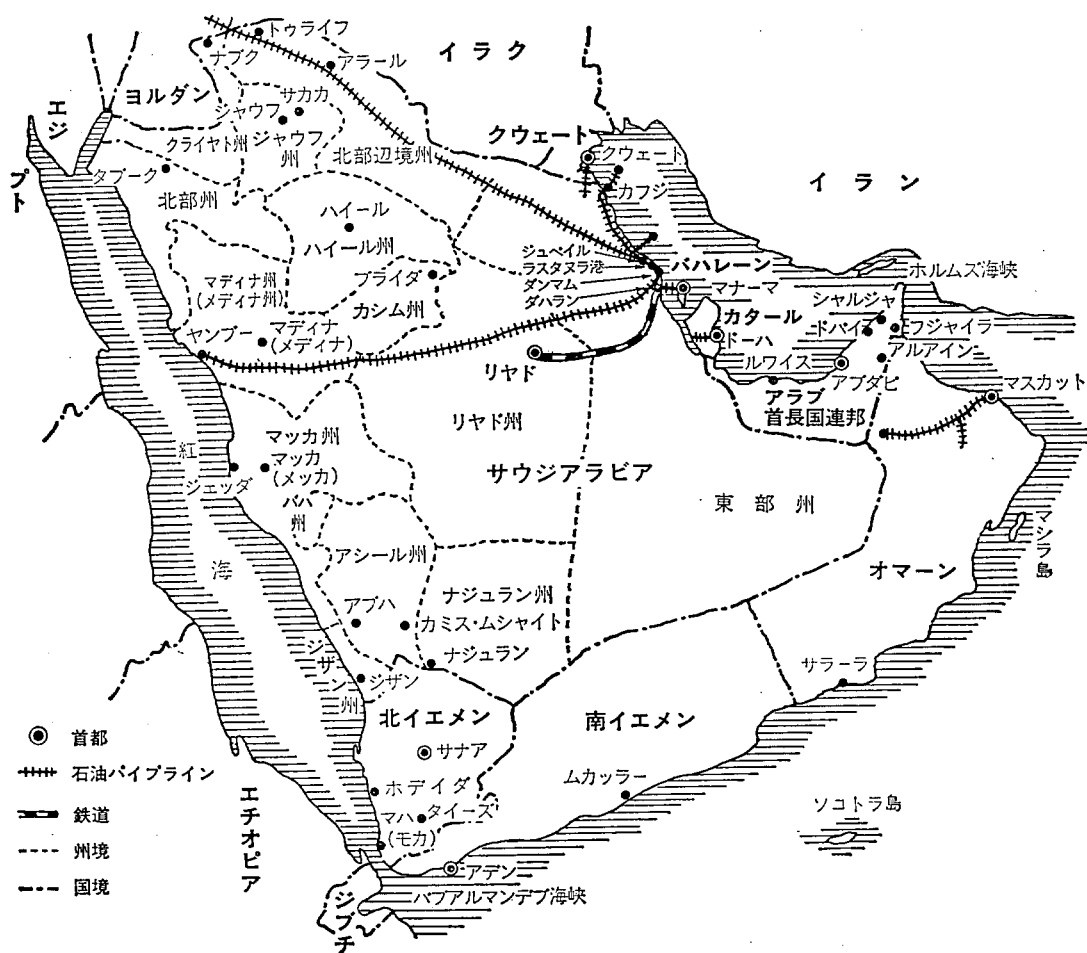 トゥライフ
ナブク
アラール
イラク
ヨルダン
エジプト
サカカ
ジャウフ
クライヤト州
ジャウフ州
北部辺境州
タブーク
北部州
クウェート
クウェート
カフジ
イラン
ハイール
ハイール州
ブライダ
カシム州
マディナ州
(メディナ州)
マディナ
(メディナ)
ヤンブー
ジュベイル
ラスタヌラ港
ダンマム
ダハラン
バハレーン
マナーマ
ホルムズ海峡
シャルジャ
カタール
ドーハ
ドバイ
フジャイラ
アルアイン
ルワイス
アブダビ
アラブ
首長国連邦
マスカット
リヤド
リヤド州
マッカ州
マッカ
(メッカ)
ジェッダ
紅海
バハ州
サウジアラビア
東部州
マシラ島
アシール州
オマーン
アブハ
ナジュラン州
カミス・ムシャイト
ナジュラン
ジザーン州
ジザン
サラーラ
北イエメン
南イエメン
サナア
ホデイダ
ムカッラー
タイーズ
マハ
(モカ)
ソコトラ島
アデン
バブアルマンデブ海峡
エチオピア
ジブチ
首都
石油パイプライン
鉄道
州境
国境